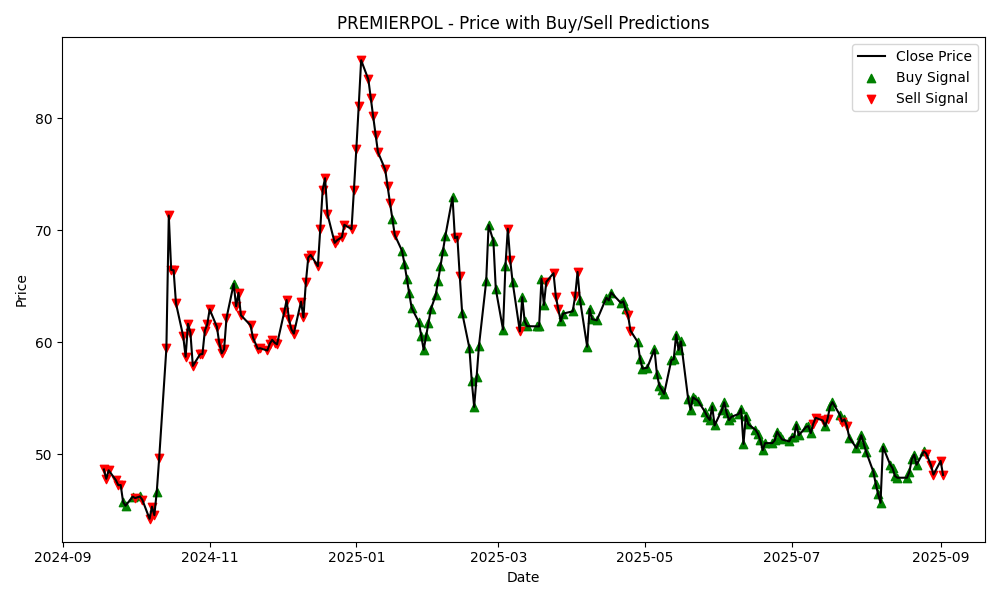 PREMIERPOL - Price with Buy/Sell Predictions
Close Price
Buy Signal
Sell Signal
Price
80
70
60
50
2024-09
2024-11
2025-01
2025-03
2025-05
2025-07
2025-09
Date